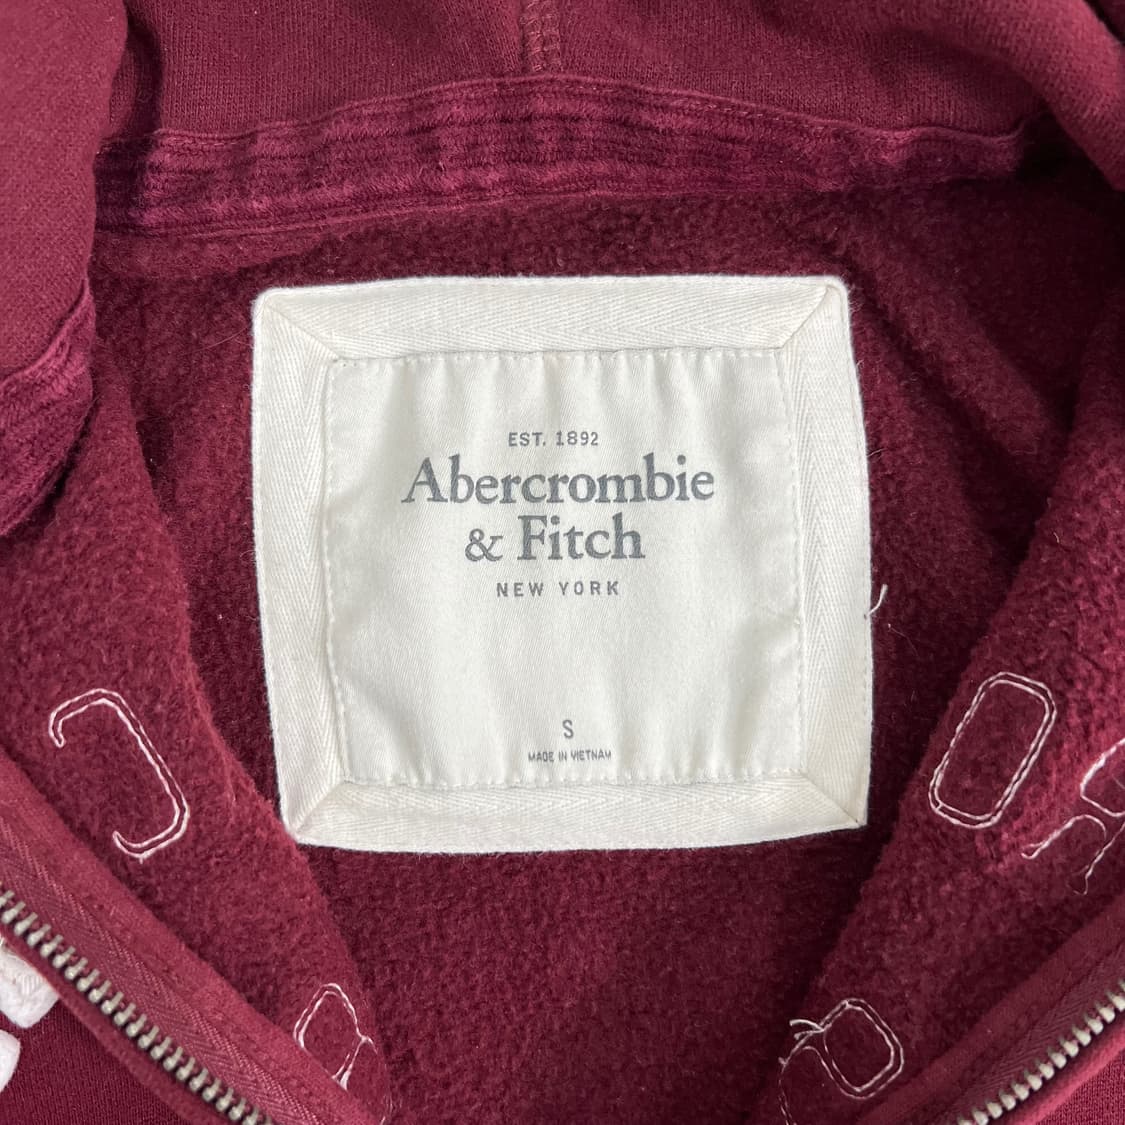 EST. 1892
Abercrombie
& Fitch
NEW YORK
S
MADE IN VIETNAM